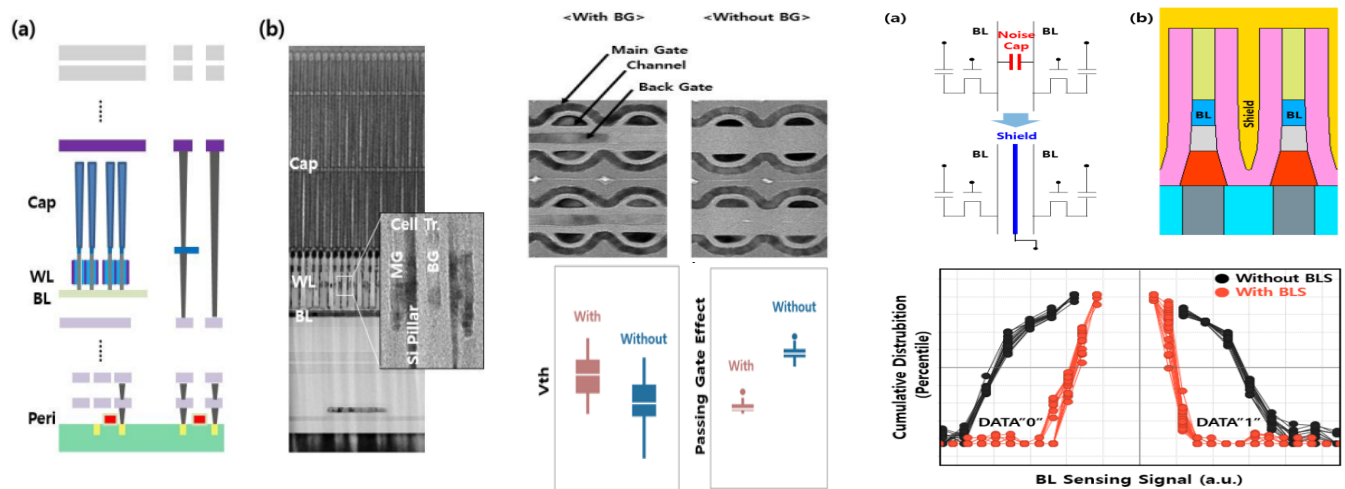 (a)
Cap
WL
BL
Peri
(b)
Cap
WL
BL
Cell Tr.
MG
BG
Si Pillar
<With BG>
<Without BG>
Main Gate
Channel
Back Gate
Vth
With
Without
Passing Gate Effect
With
Without
(a)
BL
Noise
Cap
BL
Shield
BL
BL
(b)
BL
Shield
BL
Cumulative Distrubition
(Percentile)
Without BLS
With BLS
DATA"0"
DATA"1"
BL Sensing Signal (a.u.)